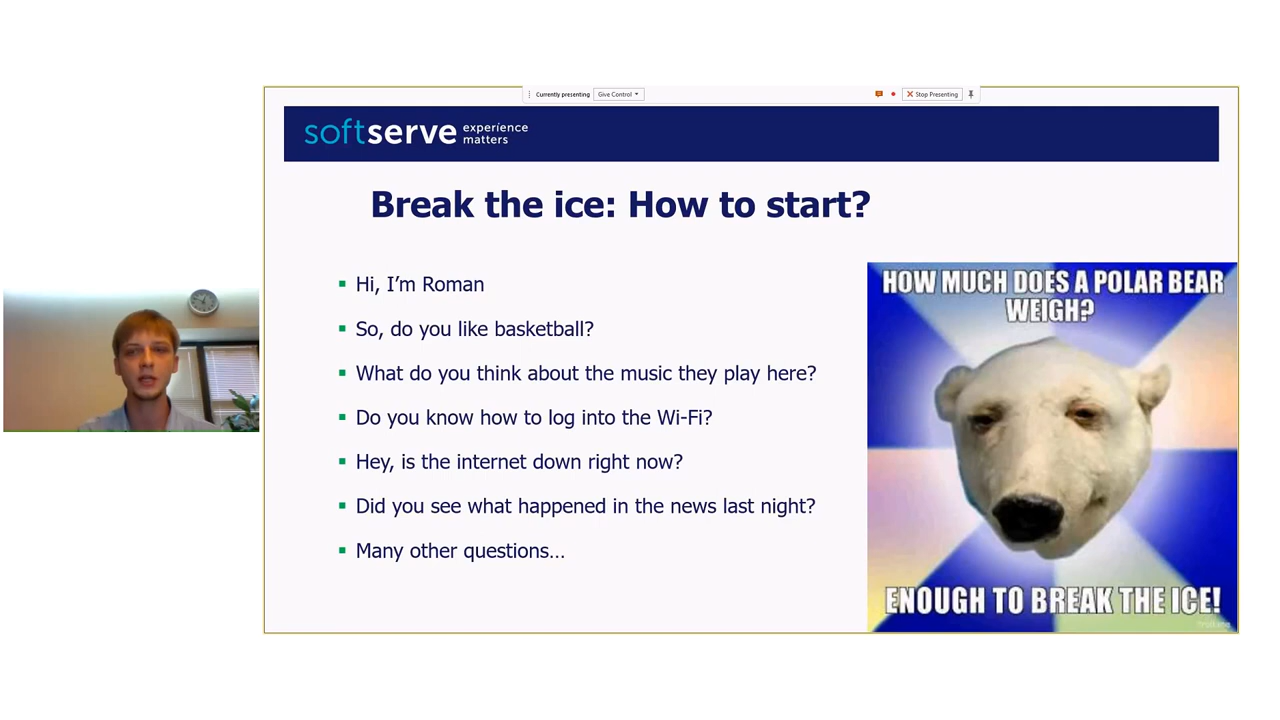 Currently presenting Give Control Stop Presenting
softserve experience
matters
Break the ice: How to start?
Hi, I'm Roman
So, do you like basketball?
What do you think about the music they play here?
Do you know how to log into the Wi-Fi?
Hey, is the internet down right now?
Did you see what happened in the news last night?
Many other questions…
HOW MUCH DOES A POLAR BEAR
WEIGH?
ENOUGH TO BREAK THE ICE!